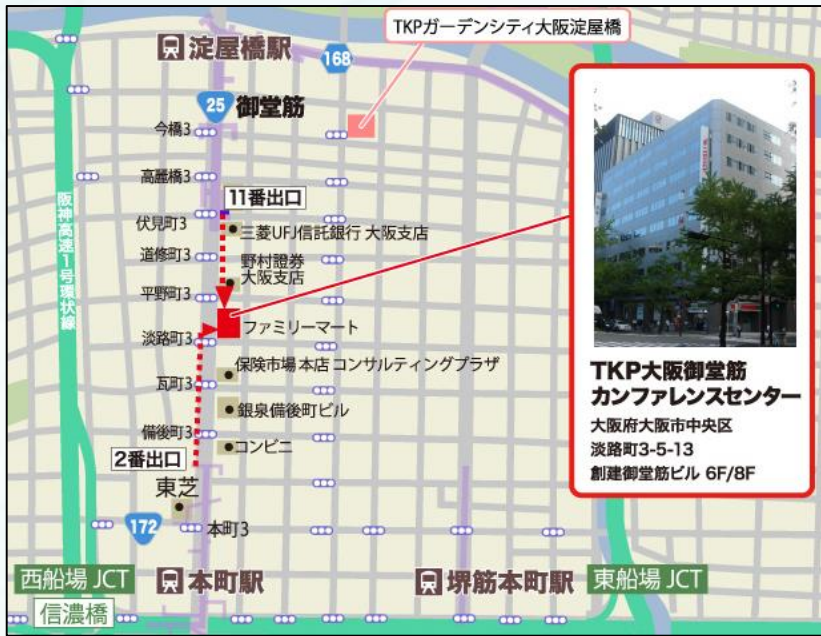 TKPガーデンシティ大阪淀屋橋
淀屋橋駅
168
25 御堂筋
今橋3
高麗橋3
11番出口
伏見町3
三菱UFJ信託銀行 大阪支店
道修町3
野村證券
大阪支店
平野町3
ファミリーマート
淡路町3
保険市場 本店 コンサルティングプラザ
瓦町3
銀泉備後町ビル
備後町3
コンビニ
2番出口
東芝
172
本町3
阪神高速1号環状線
西船場 JCT
本町駅
堺筋本町駅
東船場 JCT
信濃橋
TKP大阪御堂筋
カンファレンスセンター
大阪府大阪市中央区
淡路町3-5-13
創建御堂筋ビル 6F/8F